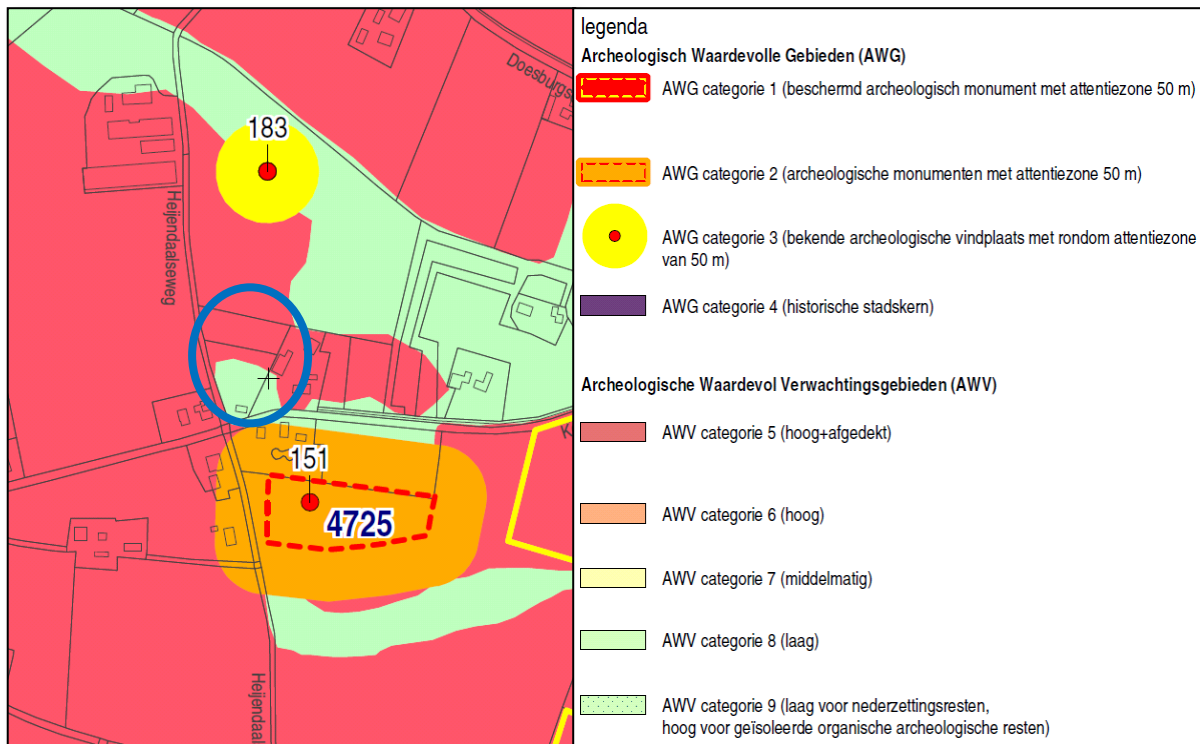 Doesburgs
183
Heijendaalseweg
K
151
4725
Heijendaal
legenda
Archeologisch Waardevolle Gebieden (AWG)
AWG categorie 1 (beschermd archeologisch monument met attentiezone 50 m)
AWG categorie 2 (archeologische monumenten met attentiezone 50 m)
AWG categorie 3 (bekende archeologische vindplaats met rondom attentiezone
van 50 m)
AWG categorie 4 (historische stadskern)
Archeologische Waardevol Verwachtingsgebieden (AWV)
AWV categorie 5 (hoog+afgedekt)
AWV categorie 6 (hoog)
AWV categorie 7 (middelmatig)
AWV categorie 8 (laag)
AWV categorie 9 (laag voor nederzettingsresten,
hoog voor geïsoleerde organische archeologische resten)